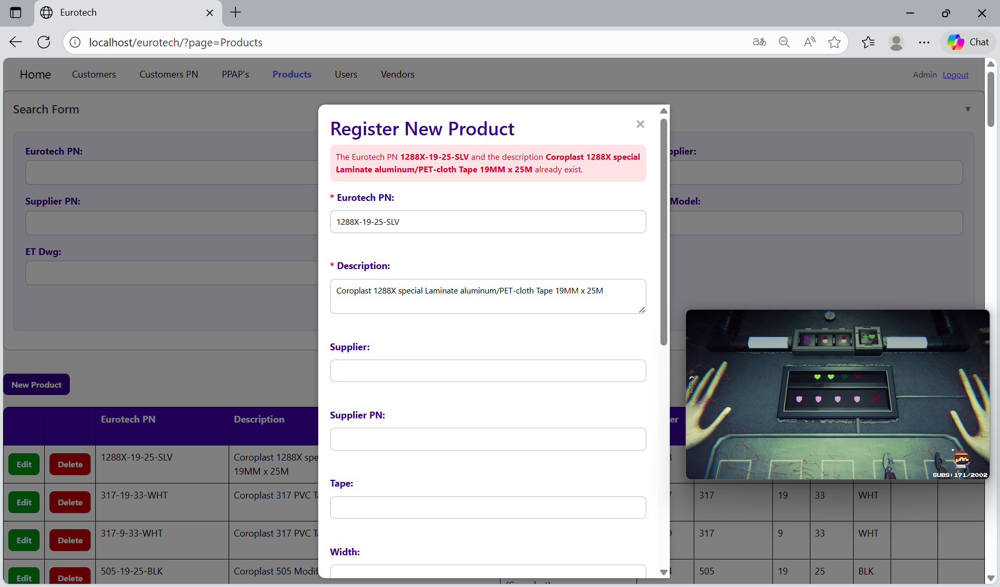 Eurotech
localhost/eurotech/?page=Products
aあ
A
Chat
Home
Customers
Customers PN
PPAP's
Products
Users
Vendors
Admin
Logout
Search Form
Eurotech PN:
Supplier PN:
ET Dwg:
pplier:
Model:
New Product
Register New Product
The Eurotech PN 1288X-19-25-SLV and the description Coroplast 1288X special
Laminate aluminum/PET-cloth Tape 19MM x 25M already exist.
* Eurotech PN:
1288X-19-25-SLV
* Description:
Coroplast 1288X special Laminate aluminum/PET-cloth Tape 19MM x 25M
Supplier:
Supplier PN:
Tape:
Width:
SUBS: 171/2002
Eurotech PN
Description
er
Edit
Delete
1288X-19-25-SLV
Coroplast 1288X spe
19MM x 25M
Edit
Delete
317-19-33-WHT
Coroplast 317 PVC Ta
317
19
33
WHT
Edit
Delete
317-9-33-WHT
Coroplast 317 PVC Ta
317
9
33
WHT
Edit
Delete
505-19-25-BLK
Coroplast 505 Modif
505
19
25
BLK